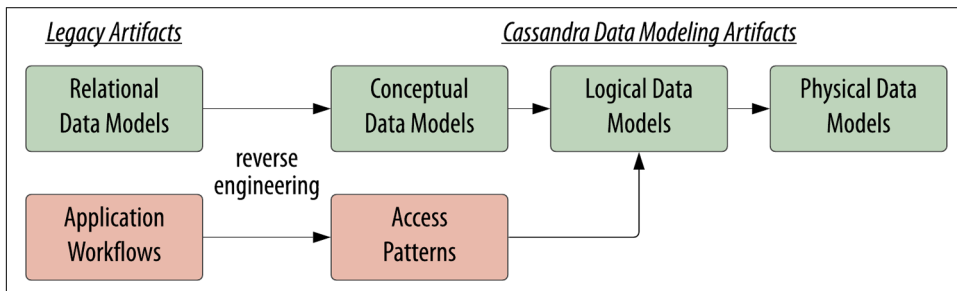 Legacy Artifacts
Cassandra Data Modeling Artifacts
Relational
Data Models
Conceptual
Data Models
Logical Data
Models
Physical Data
Models
reverse
engineering
Application
Workflows
Access
Patterns